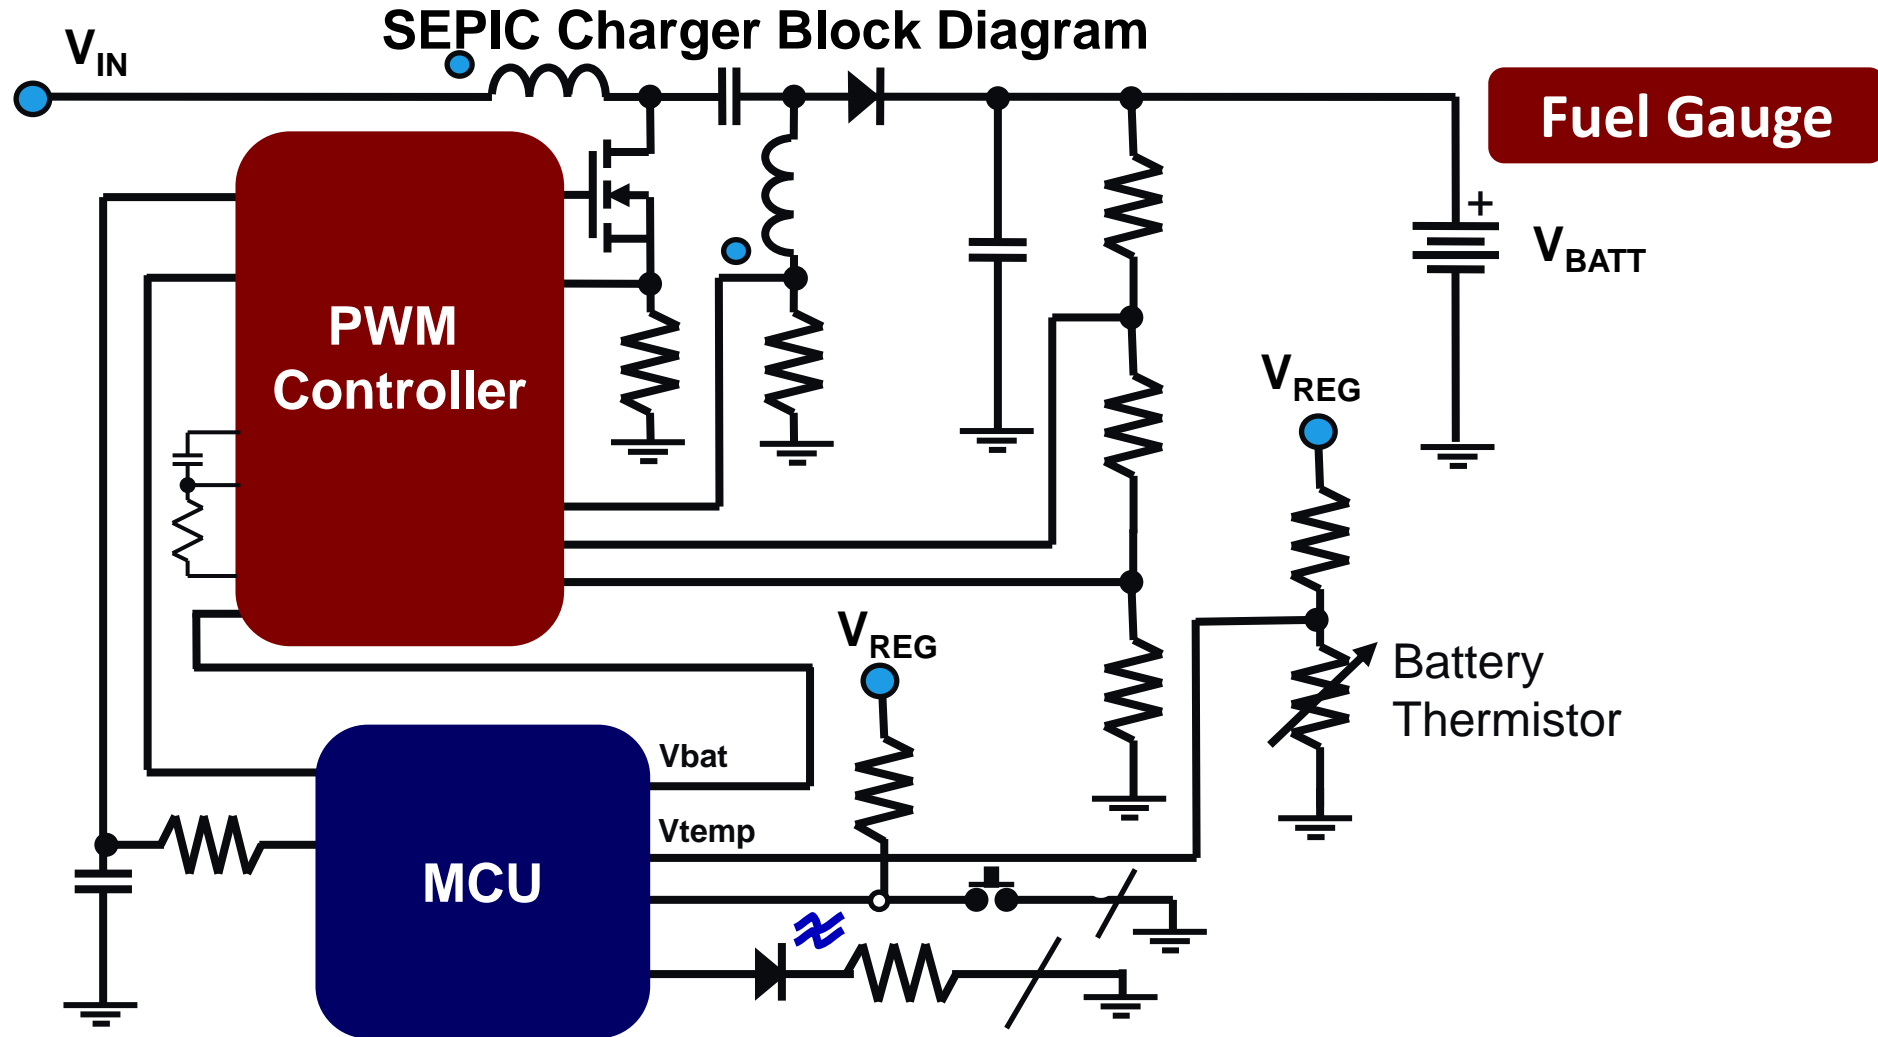 SEPIC Charger Block Diagram
VIN
Fuel Gauge
+
VBATT
PWM
Controller
VREG
VREG
Battery
Thermistor
Vbat
Vtemp
MCU